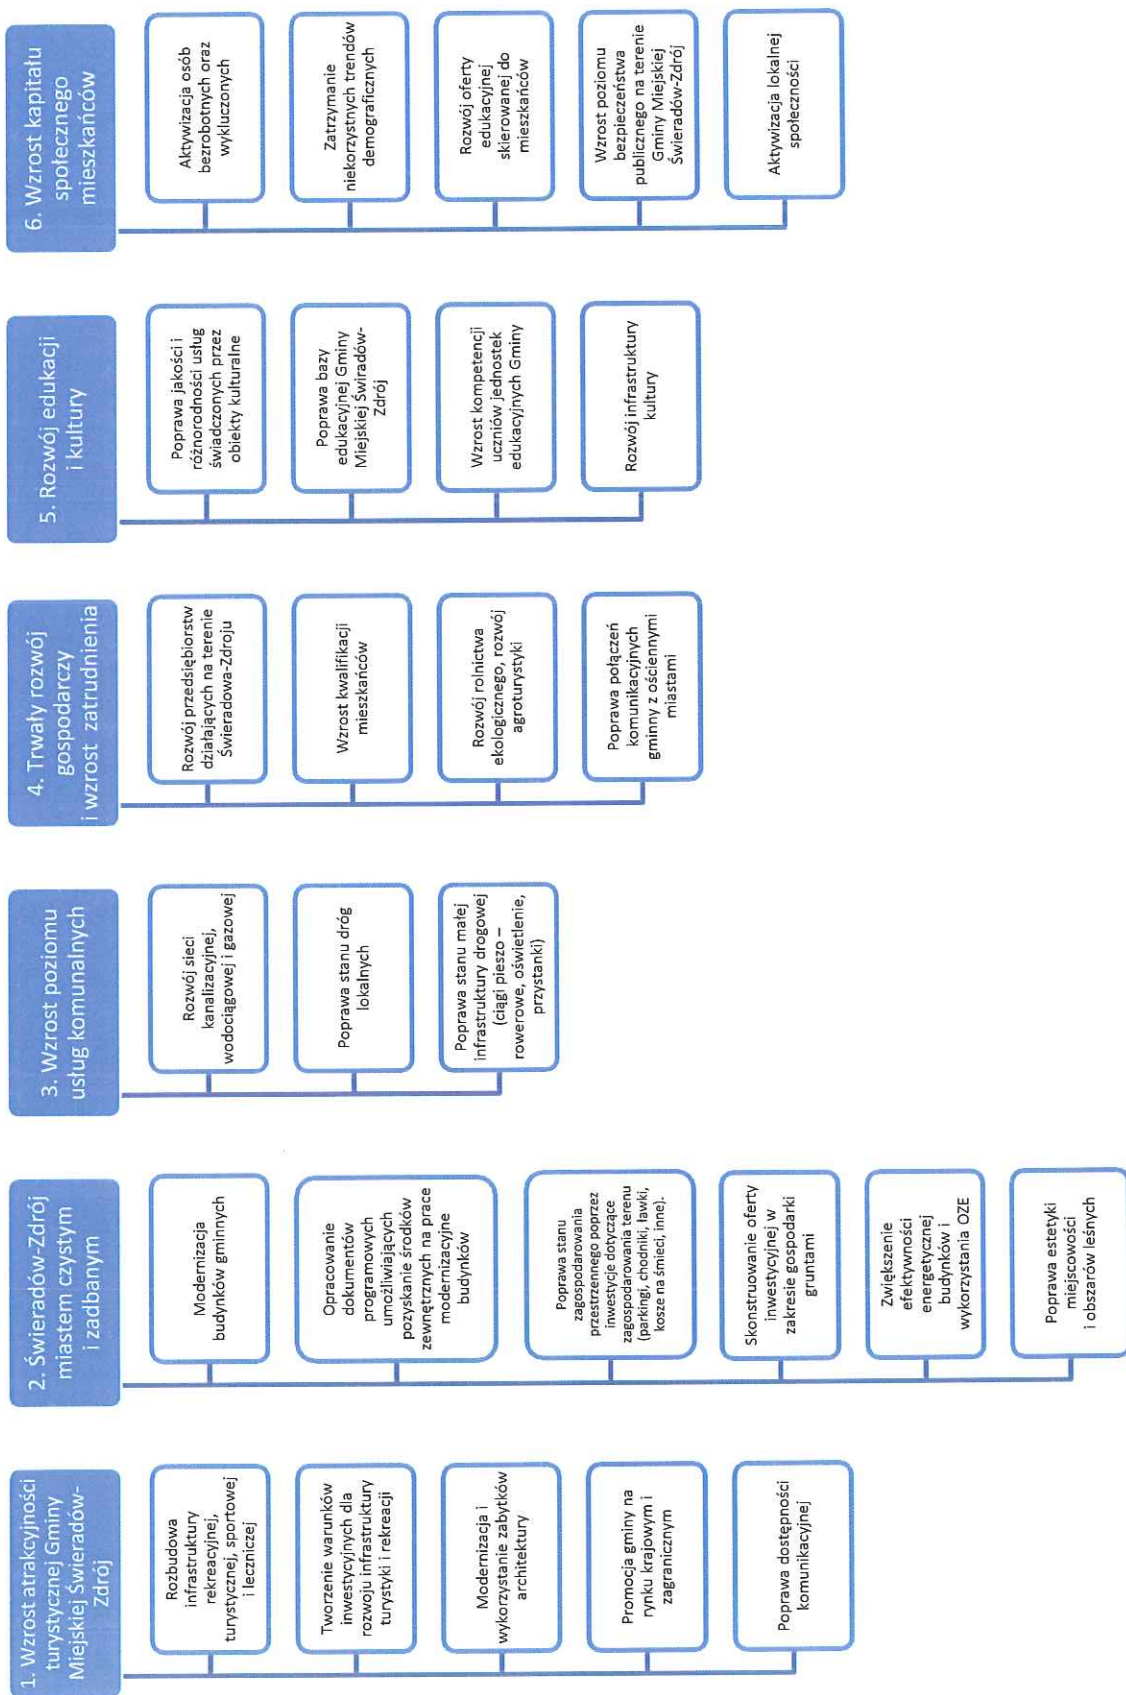 1. Wzrost atrakcyjności
turystycznej Gminy
Miejskiej Świeradów-
Zdrój
Rozbudowa
infrastruktury
rekreacyjnej,
turystycznej, sportowej
i leczniczej
Tworzenie warunków
inwestycyjnych dla
rozwoju infrastruktury
turystyki i rekreacji
Modernizacja i
wykorzystanie zabytków
architektury
Promocja gminy na
rynku krajowym i
zagranicznym
Poprawa dostępności
komunikacyjnej
2. Świeradów-Zdrój
miastem czystym
i zadbanym
Modernizacja
budynków gminnych
Opracowanie
dokumentów
programowych
umożliwiających
pozyskanie środków
zewnętrznych na prace
modernizacyjne
budynków
Poprawa stanu
zagospodarowania
przestrzennego poprzez
inwestycje dotyczące
zagospodarowania terenu
(parkingi, chodniki, ławki,
kosze na śmieci, inne).
Skonstruowanie oferty
inwestycyjnej w
zakresie gospodarki
gruntami
Zwiększenie
efektywności
energetycznej
budynków i
wykorzystania OZE
Poprawa estetyki
miejscowości
i obszarów leśnych
3. Wzrost poziomu
usług komunalnych
Rozwój sieci
kanalizacyjnej,
wodociągowej i gazowej
Poprawa stanu dróg
lokalnych
Poprawa stanu małej
infrastruktury drogowej
(ciągi pieszo –
rowerowe, oświetlenie,
przystanki)
4. Trwały rozwój
gospodarczy
i wzrost zatrudnienia
Rozwój przedsiębiorstw
działających na terenie
Świeradowa-Zdroju
Wzrost kwalifikacji
mieszkańców
Rozwój rolnictwa
ekologicznego, rozwój
agroturystyki
Poprawa połączeń
komunikacyjnych
gminny z ościennymi
miastami
5. Rozwój edukacji
i kultury
Poprawa jakości i
różnorodności usług
świadczonych przez
obiekty kulturalne
Poprawa bazy
edukacyjnej Gminy
Miejskiej Świradów-
Zdrój
Wzrost kompetencji
uczniów jednostek
edukacyjnych Gminy
Rozwój infrastruktury
kultury
6. Wzrost kapitału
społecznego
mieszkańców
Aktywizacja osób
bezrobotnych oraz
wykluczonych
Zatrzymanie
niekorzystnych trendów
demograficznych
Rozwój oferty
edukacyjnej
skierowanej do
mieszkańców
Wzrost poziomu
bezpieczeństwa
publicznego na terenie
Gminy Miejskiej
Świeradów-Zdrój
Aktywizacja lokalnej
społeczności